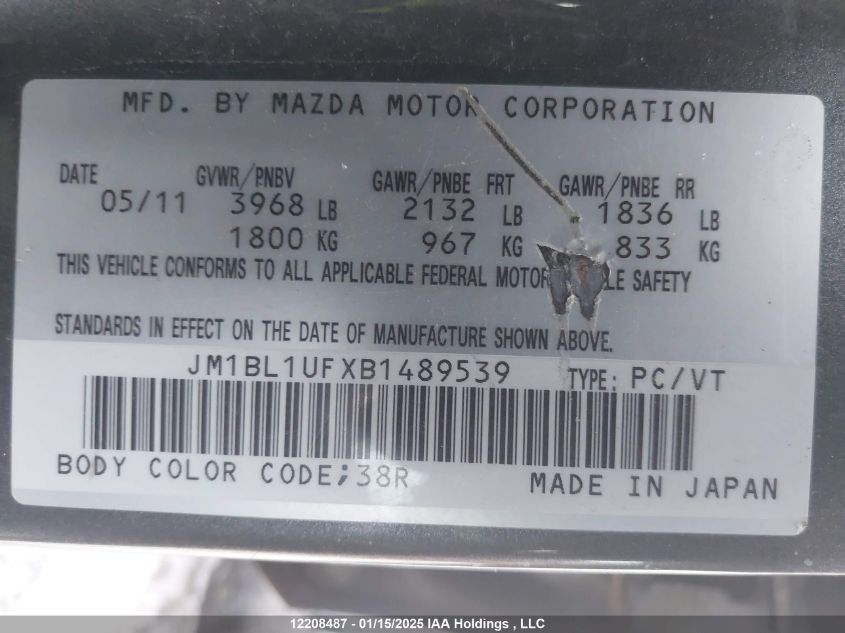 MFD. BY MAZDA MOTOR CORPORATION
DATE GVWR/PNBV GAWR/PNBE FRT GAWR/PNBE RR
05/11 3968 LB 2132 LB 1836 LB
1800 KG 967 KG 833 KG
THIS VEHICLE CONFORMS TO ALL APPLICABLE FEDERAL MOTOR SAFETY
STANDARDS IN EFFECT ON THE DATE OF MANUFACTURE SHOWN ABOVE.
JM1BL1UFXB1489539 TYPE: PC/VT
BODY COLOR CODE;38R MADE IN JAPAN
12208487 - 01/15/2025 IAA Holdings , LLC